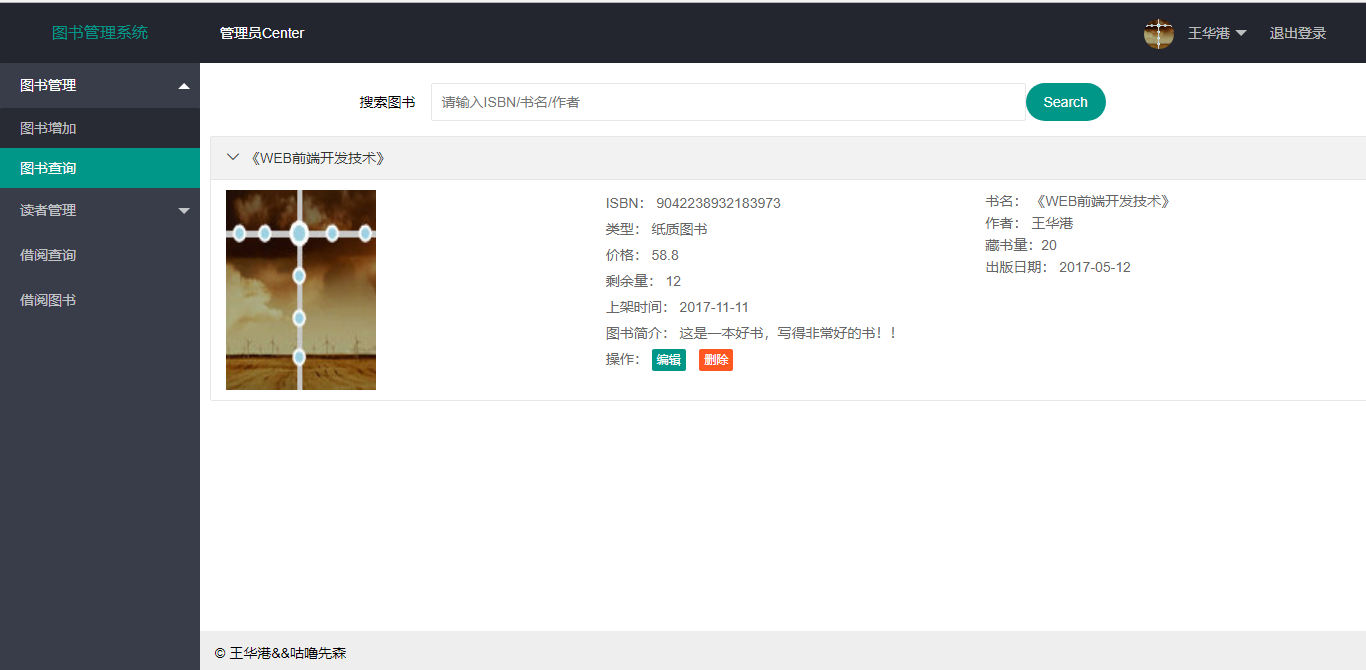 图书管理系统
管理员Center
王华港
退出登录
图书管理
图书增加
图书查询
读者管理
借阅查询
借阅图书
搜索图书
请输入ISBN/书名/作者
Search
《WEB前端开发技术》
ISBN： 9042238932183973
类型： 纸质图书
价格： 58.8
剩余量： 12
上架时间： 2017-11-11
图书简介： 这是一本好书，写得非常好的书！！
操作： 编辑 删除
书名： 《WEB前端开发技术》
作者： 王华港
藏书量：20
出版日期： 2017-05-12
© 王华港&&咕噜先森